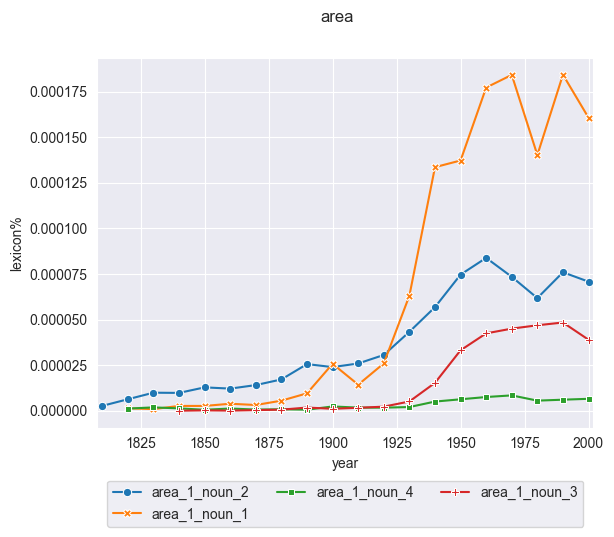 area
0.000175
0.000150
0.000125
0.000100
0.000075
0.000050
0.000025
0.000000
lexicon%
1825 1850 1875 1900 1925 1950 1975 2000
year
area_1_noun_2 area_1_noun_4 area_1_noun_3
area_1_noun_1